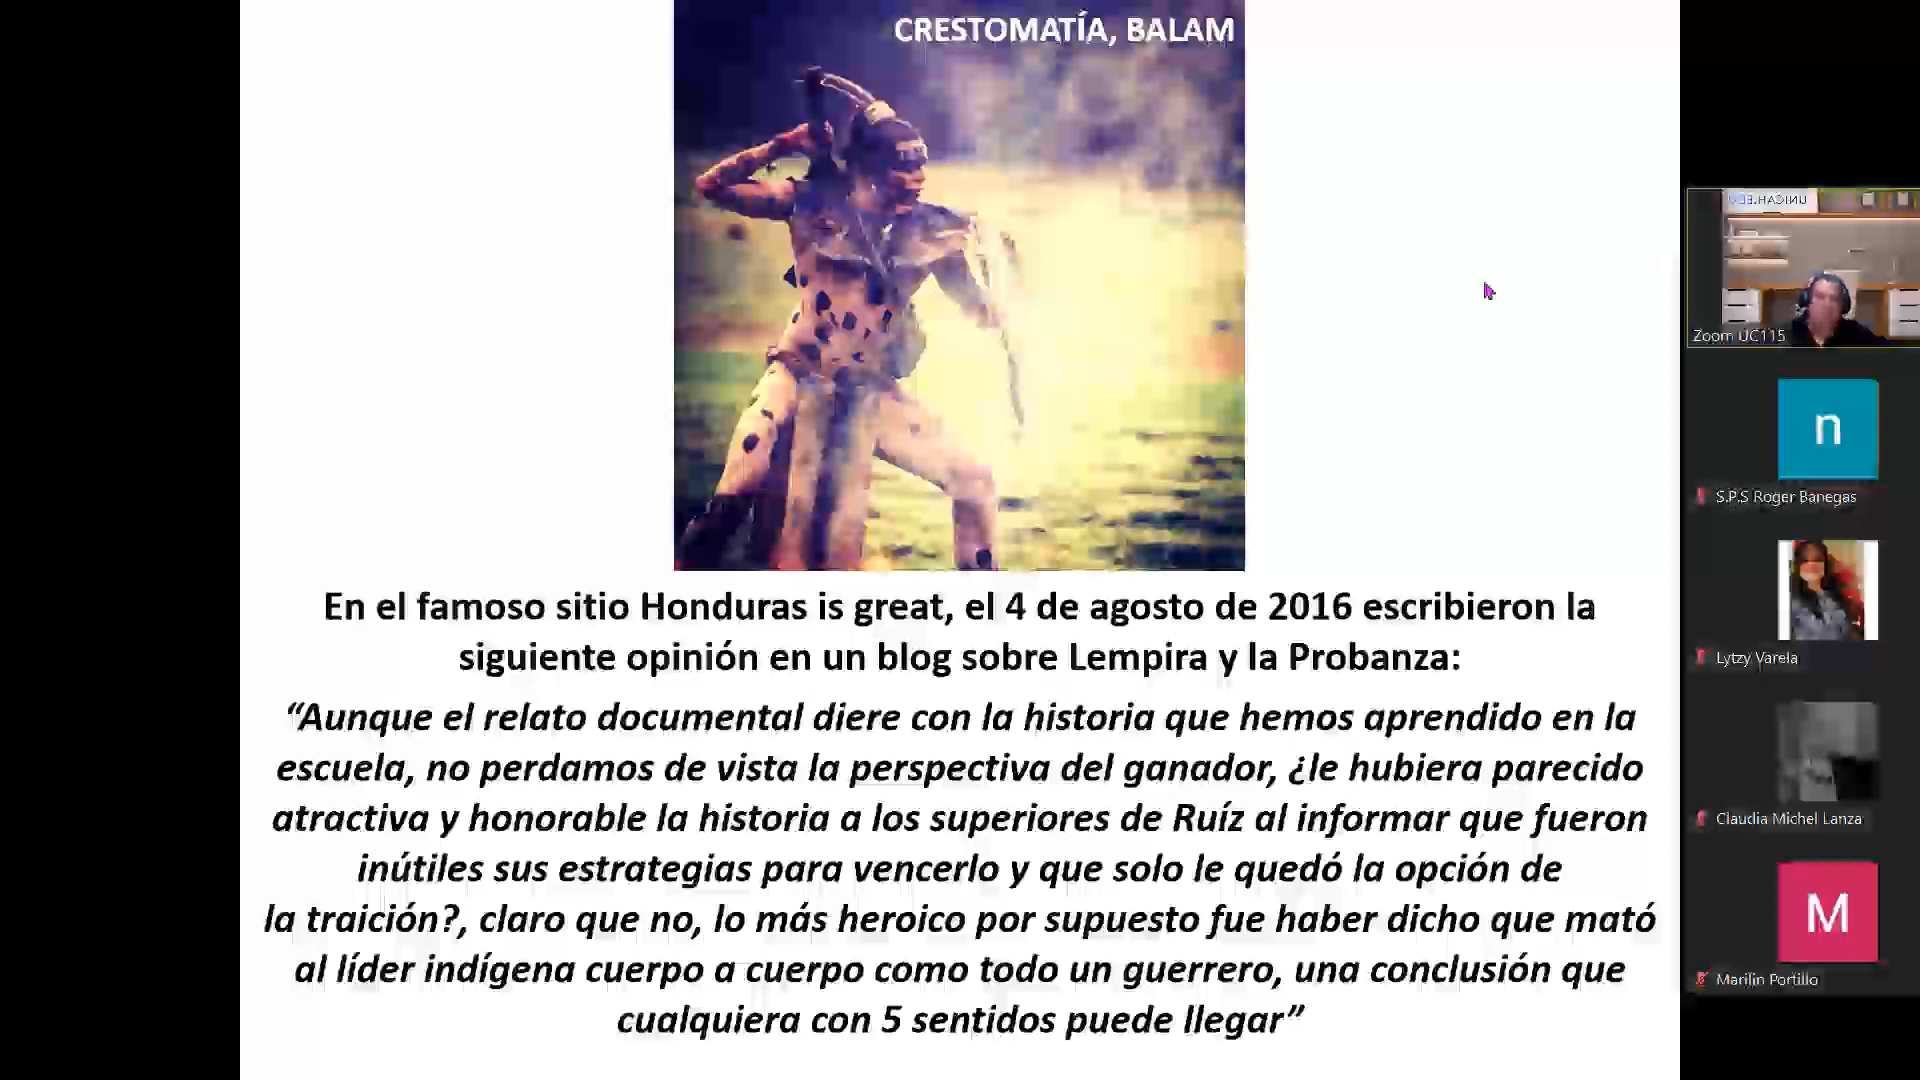 CRESTOMATÍA, BALAM
En el famoso sitio Honduras is great, el 4 de agosto de 2016 escribieron la
siguiente opinión en un blog sobre Lempira y la Probanza:
“Aunque el relato documental diere con la historia que hemos aprendido en la
escuela, no perdamos de vista la perspectiva del ganador, ¿le hubiera parecido
atractiva y honorable la historia a los superiores de Ruíz al informar que fueron
inútiles sus estrategias para vencerlo y que solo le quedó la opción de
la traición?, claro que no, lo más heroico por supuesto fue haber dicho que mató
al líder indígena cuerpo a cuerpo como todo un guerrero, una conclusión que
cualquiera con 5 sentidos puede llegar”
Zoom UC115
n
S.P.S Roger Banegas
Lytzy Varela
Claudia Michel Lanza
M
Marilin Portillo